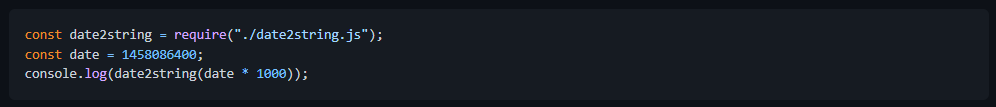 const date2string = require("./date2string.js");
const date = 1458086400;
console.log(date2string(date * 1000));